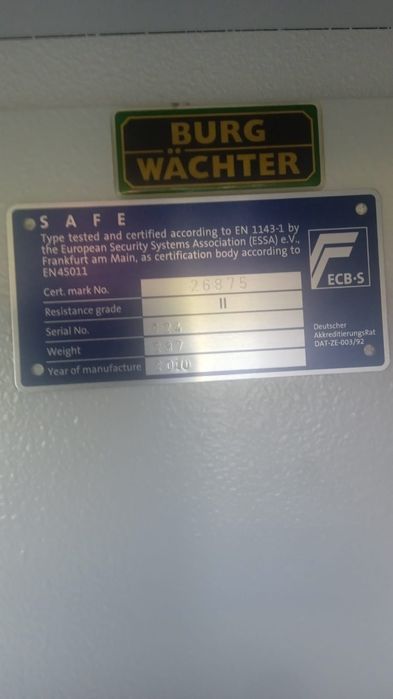 BURG
WÄCHTER
SAFE
Type tested and certified according to EN 1143-1 by
the European Security Systems Association (ESSA) e.V.,
Frankfurt am Main, as certification body according to
EN45011
ECB·S
Cert. mark No. 26875
Resistance grade II
Serial No.
Weight
Year of manufacture
Deutscher
AkkreditierungsRat
DAT-ZE-003/92